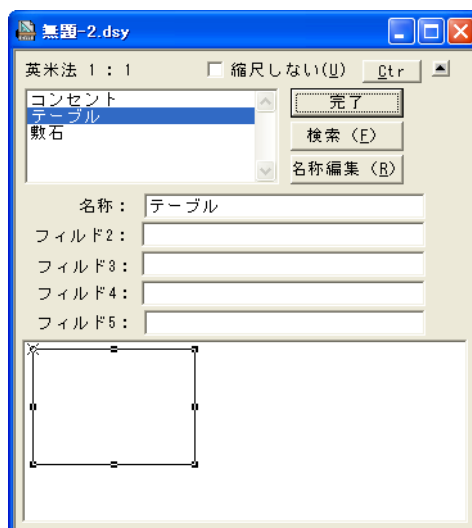 無題-2.dsy
英米法 1 : 1 縮尺しない(U) Ctr
コンセント
テーブル
敷石
完了
検索 (F)
名称編集 (R)
名称： テーブル
フィルド2：
フィルド3：
フィルド4：
フィルド5：